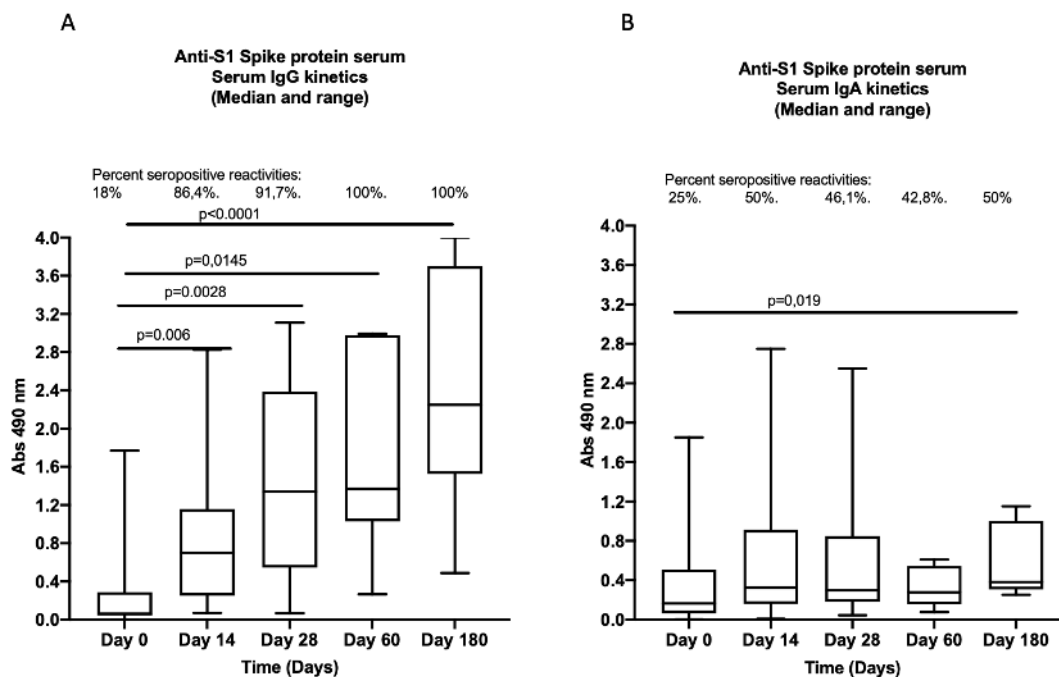 A
Anti-S1 Spike protein serum
Serum IgG kinetics
(Median and range)
Percent seropositive reactivities:
18% 86,4%. 91,7%. 100%. 100%
p<0.0001
p=0,0145
p=0.0028
p=0.006
4.0
3.6
3.2
2.8
2.4
2.0
1.6
1.2
0.8
0.4
0.0
Abs 490 nm
Day 0 Day 14 Day 28 Day 60 Day 180
Time (Days)
B
Anti-S1 Spike protein serum
Serum IgA kinetics
(Median and range)
Percent seropositive reactivities:
25%. 50%. 46,1%. 42,8%. 50%
p=0,019
4.0
3.6
3.2
2.8
2.4
2.0
1.6
1.2
0.8
0.4
0.0
Abs 490 nm
Day 0 Day 14 Day 28 Day 60 Day 180
Time (Days)